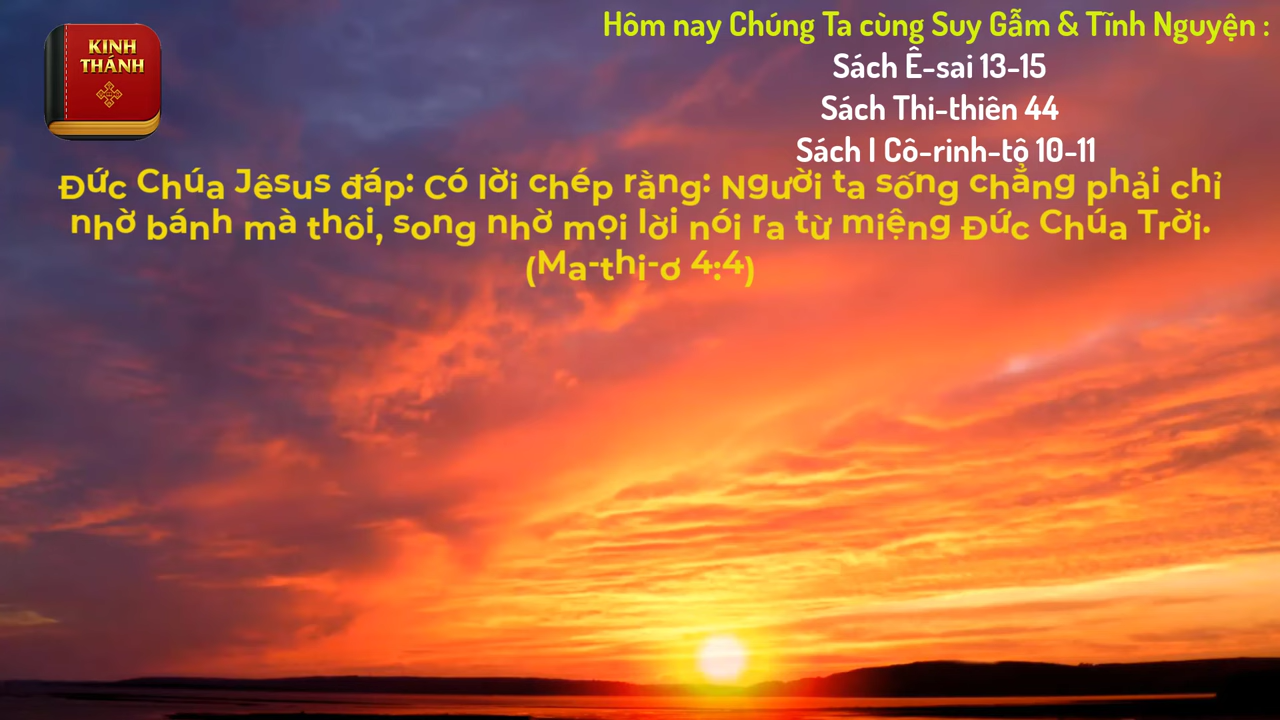 KINH
THÁNH
Hôm nay Chúng Ta cùng Suy Gẫm & Tĩnh Nguyện :
Sách Ê-sai 13-15
Sách Thi-thiên 44
Sách I Cô-rinh-tô 10-11
Đức Chúa Jêsus đáp: Có lời chép rằng: Người ta sống chẳng phải chỉ
nhờ bánh mà thôi, song nhờ mọi lời nói ra từ miệng Đức Chúa Trời.
(Ma-thi-ơ 4:4)